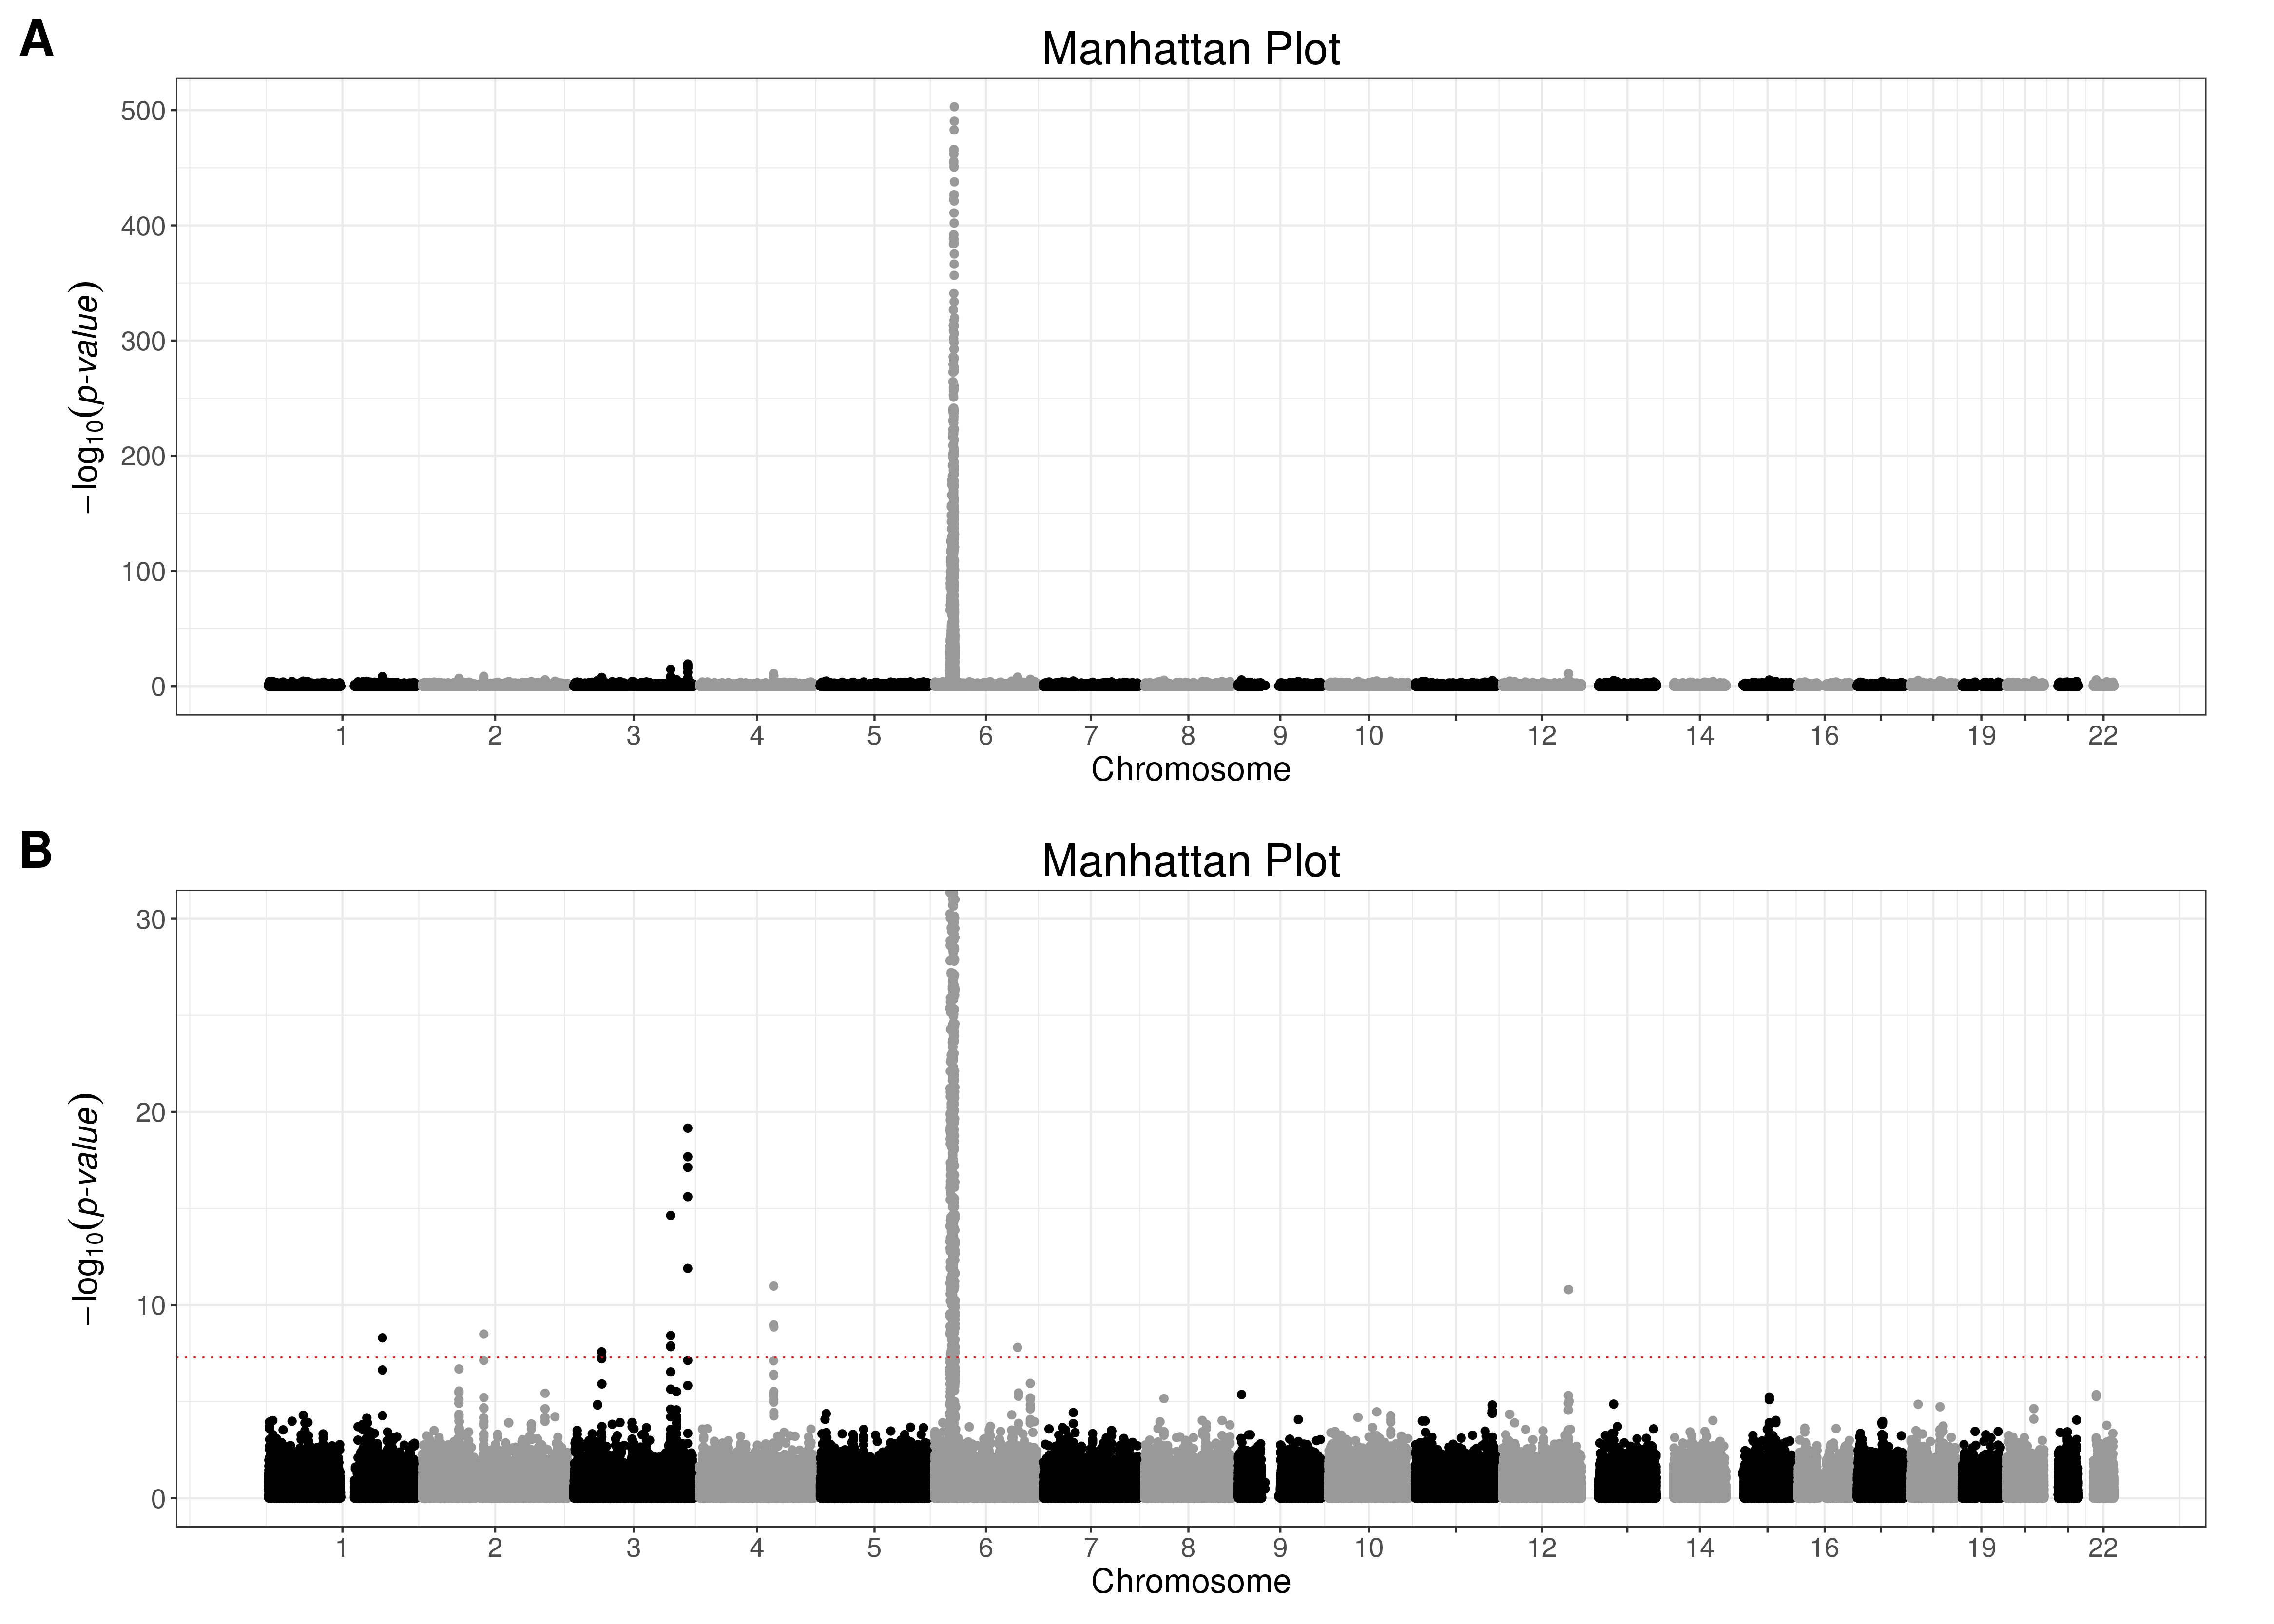 A
Manhattan Plot
500
400
300
200
100
0
−log10(p-value)
1 2 3 4 5 6 7 8 9 10 12 14 16 19 22
Chromosome
B
Manhattan Plot
30
20
10
0
−log10(p-value)
1 2 3 4 5 6 7 8 9 10 12 14 16 19 22
Chromosome